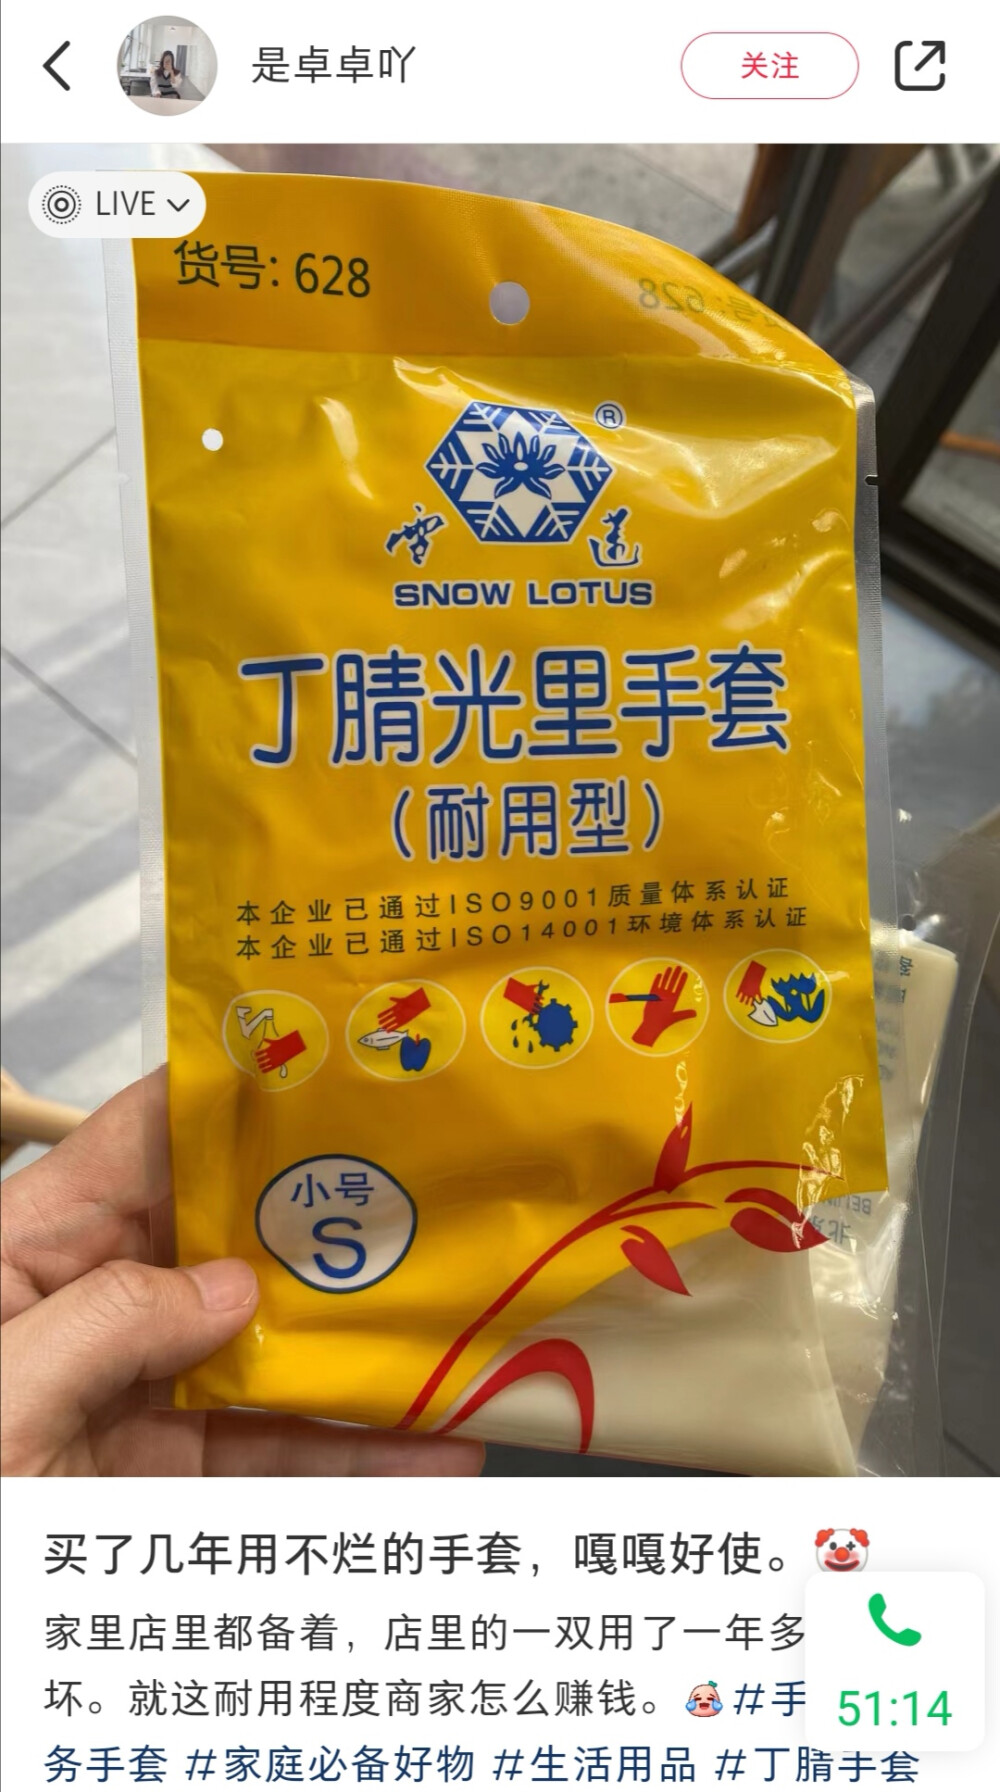 是卓卓吖
关注
LIVE
货号: 628
雪莲
SNOW LOTUS
丁腈光里手套
(耐用型)
本企业已通过ISO9001质量体系认证
本企业已通过ISO14001环境体系认证
小号
S
买了几年用不烂的手套，嘎嘎好使。🤡
家里店里都备着，店里的一双用了一年多
坏。就这耐用程度商家怎么赚钱。 #手
51:14
务手套 #家庭必备好物 #生活用品 #丁腈手套